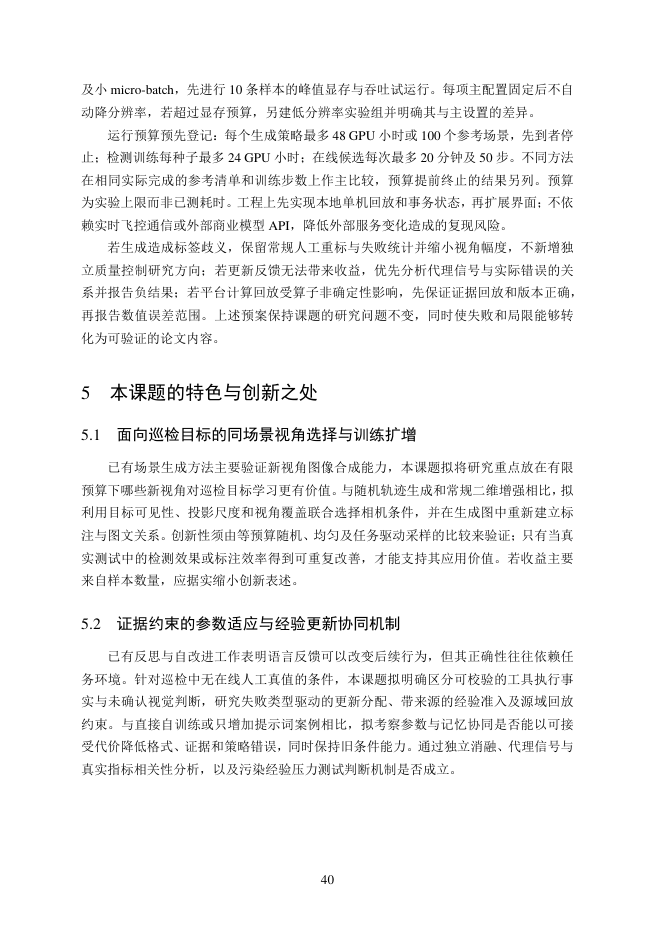 及小 micro-batch，先进行 10 条样本的峰值显存与吞吐试运行。每项主配置固定后不自
动降分辨率，若超过显存预算，另建低分辨率实验组并明确其与主设置的差异。
运行预算预先登记：每个生成策略最多 48 GPU 小时或 100 个参考场景，先到者停
止；检测训练每种子最多 24 GPU 小时；在线候选每次最多 20 分钟及 50 步。不同方法
在相同实际完成的参考清单和训练步数上作主比较，预算提前终止的结果另列。预算
为实验上限而非已测耗时。工程上先实现本地单机回放和事务状态，再扩展界面；不依
赖实时飞控通信或外部商业模型 API，降低外部服务变化造成的复现风险。
若生成造成标签歧义，保留常规人工重标与失败统计并缩小视角幅度，不新增独
立质量控制研究方向；若更新反馈无法带来收益，优先分析代理信号与实际错误的关
系并报告负结果；若平台计算回放受算子非确定性影响，先保证证据回放和版本正确，
再报告数值误差范围。上述预案保持课题的研究问题不变，同时使失败和局限能够转
化为可验证的论文内容。
5 本课题的特色与创新之处
5.1 面向巡检目标的同场景视角选择与训练扩增
已有场景生成方法主要验证新视角图像合成能力，本课题拟将研究重点放在有限
预算下哪些新视角对巡检目标学习更有价值。与随机轨迹生成和常规二维增强相比，拟
利用目标可见性、投影尺度和视角覆盖联合选择相机条件，并在生成图中重新建立标
注与图文关系。创新性须由等预算随机、均匀及任务驱动采样的比较来验证；只有当真
实测试中的检测效果或标注效率得到可重复改善，才能支持其应用价值。若收益主要
来自样本数量，应据实缩小创新表述。
5.2 证据约束的参数适应与经验更新协同机制
已有反思与自改进工作表明语言反馈可以改变后续行为，但其正确性往往依赖任
务环境。针对巡检中无在线人工真值的条件，本课题拟明确区分可校验的工具执行事
实与未确认视觉判断，研究失败类型驱动的更新分配、带来源的经验准入及源域回放
约束。与直接自训练或只增加提示词案例相比，拟考察参数与记忆协同是否能以可接
受代价降低格式、证据和策略错误，同时保持旧条件能力。通过独立消融、代理信号与
真实指标相关性分析，以及污染经验压力测试判断机制是否成立。
40